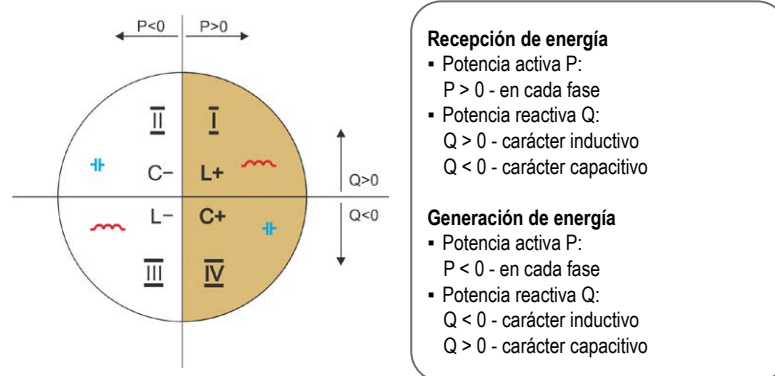 P<0 P>0
II I
C− L+
Q>0
L− C+
Q<0
III IV
Recepción de energía
▪ Potencia activa P:
P > 0 - en cada fase
▪ Potencia reactiva Q:
Q > 0 - carácter inductivo
Q < 0 - carácter capacitivo
Generación de energía
▪ Potencia activa P:
P < 0 - en cada fase
▪ Potencia reactiva Q:
Q < 0 - carácter inductivo
Q > 0 - carácter capacitivo